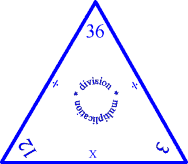 36
÷ ÷
division
multiplication
12 3
x